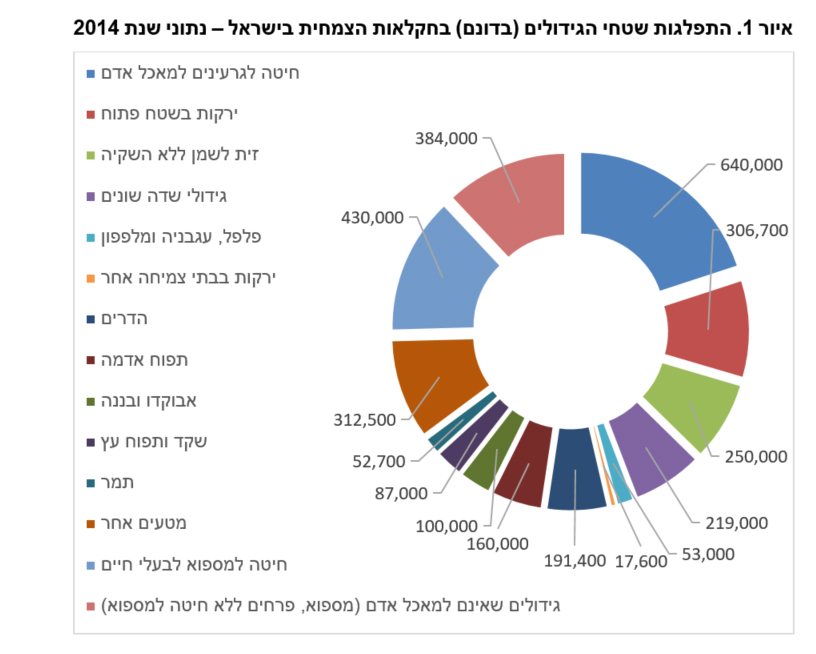 איור 1. התפלגות שטחי הגידולים (בדונם) בחקלאות הצמחית בישראל – נתוני שנת 2014
חיטה לגרעינים למאכל אדם
ירקות בשטח פתוח
זית לשמן ללא השקיה
גידולי שדה שונים
פלפל, עגבניה ומלפפון
ירקות בבתי צמיחה אחר
הדרים
תפוח אדמה
אבוקדו ובננה
שקד ותפוח עץ
תמר
מטעים אחר
חיטה למספוא לבעלי חיים
גידולים שאינם למאכל אדם (מספוא, פרחים ללא חיטה למספוא)
640,000
306,700
250,000
219,000
53,000
17,600
191,400
160,000
100,000
87,000
52,700
312,500
430,000
384,000